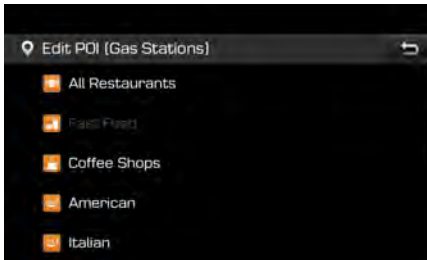 Edit POI (Gas Stations)
All Restaurants
Fast Food
Coffee Shops
American
Italian